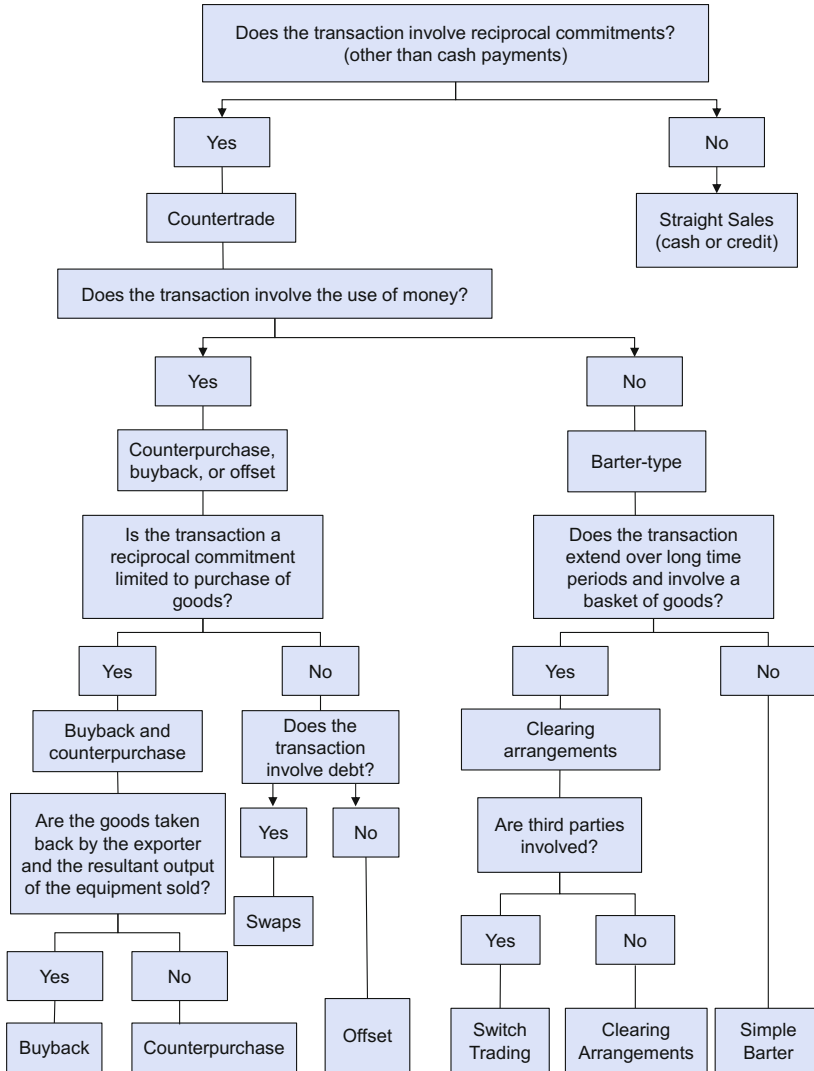 Does the transaction involve reciprocal commitments?
(other than cash payments)
Yes
No
Countertrade
Straight Sales
(cash or credit)
Does the transaction involve the use of money?
Yes
No
Counterpurchase,
buyback, or offset
Barter-type
Is the transaction a
reciprocal commitment
limited to purchase of
goods?
Does the transaction
extend over long time
periods and involve a
basket of goods?
Yes
No
Yes
No
Buyback and
counterpurchase
Does the
transaction
involve debt?
Clearing
arrangements
Are the goods taken
back by the exporter
and the resultant output
of the equipment sold?
Yes
No
Are third parties
involved?
Swaps
Yes
No
Yes
No
Buyback
Counterpurchase
Offset
Switch
Trading
Clearing
Arrangements
Simple
Barter